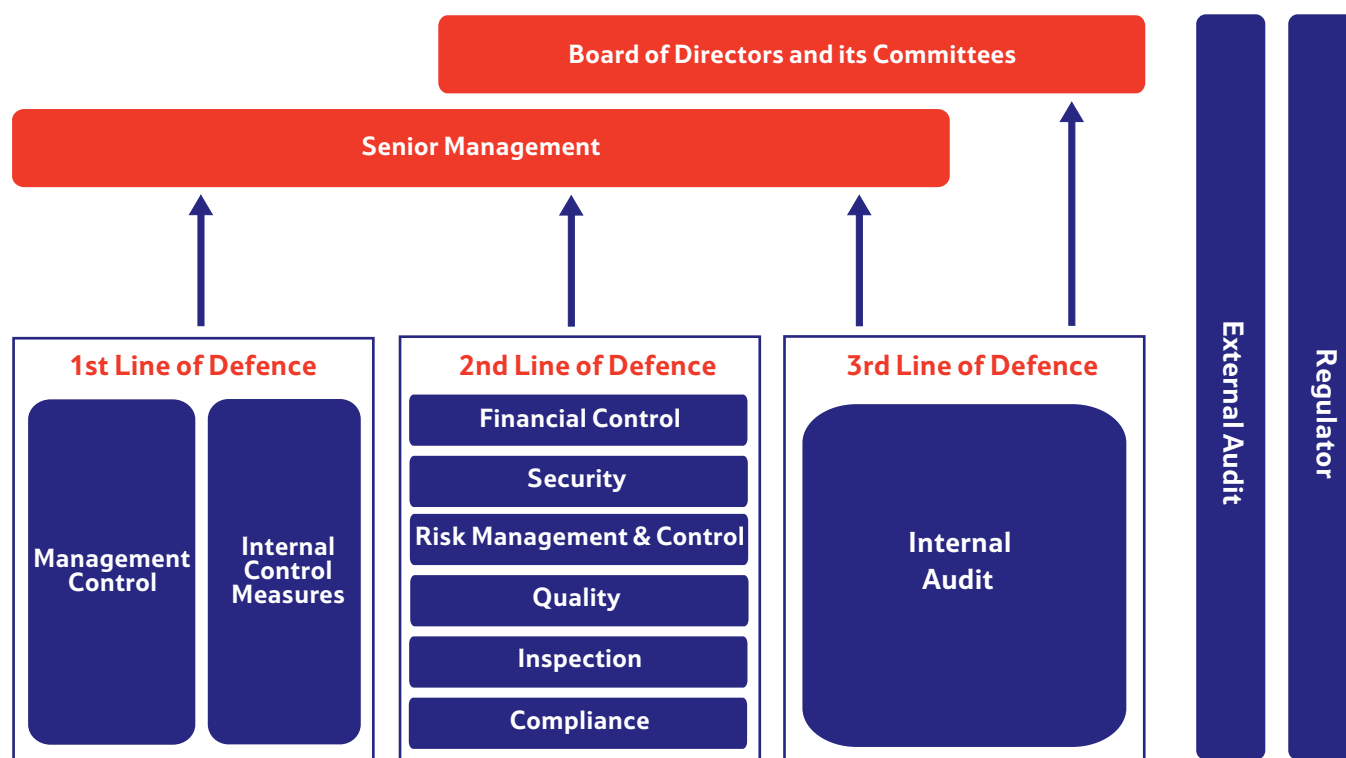 Board of Directors and its Committees
Senior Management
1st Line of Defence
Management
Control
Internal
Control
Measures
2nd Line of Defence
Financial Control
Security
Risk Management & Control
Quality
Inspection
Compliance
3rd Line of Defence
Internal
Audit
External Audit
Regulator